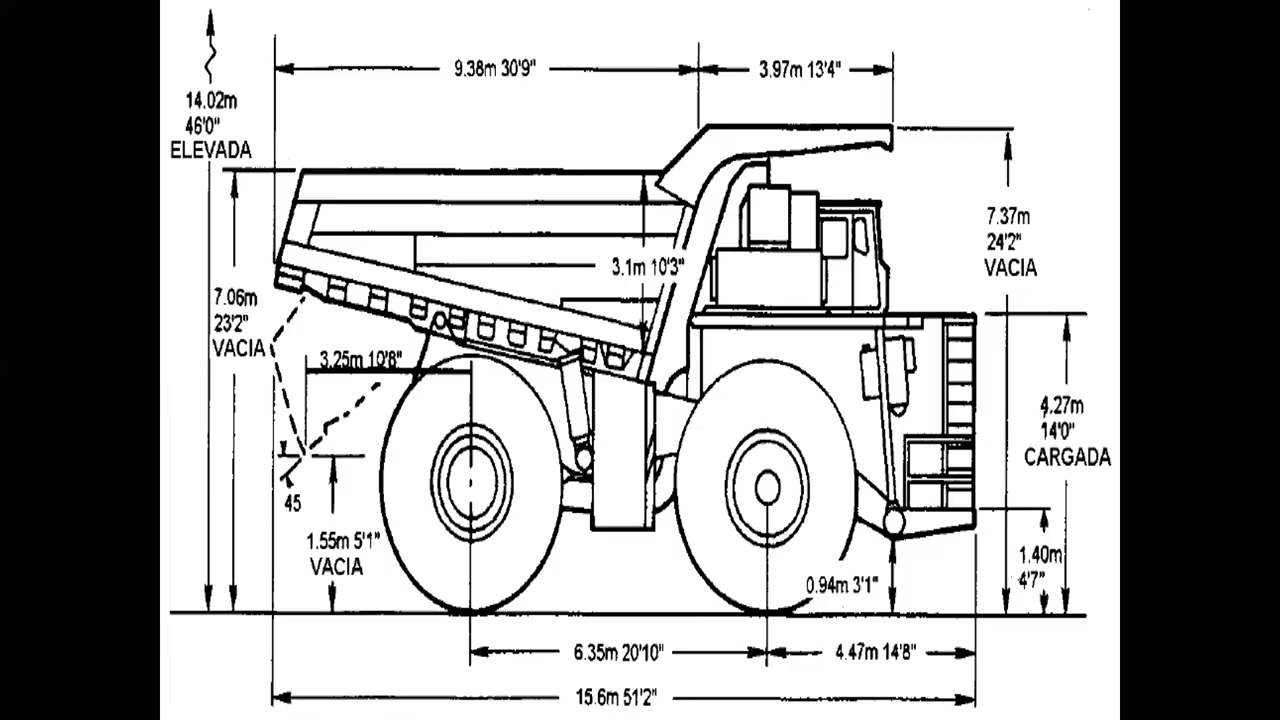 9.38m 30'9"
3.97m 13'4"
14.02m
46'0"
ELEVADA
7.37m
24'2"
VACIA
3.1m 10'3"
7.06m
23'2"
VACIA
3.25m 10'8"
4.27m
14'0"
CARGADA
45
1.55m 5'1"
VACIA
1.40m
4'7"
0.94m 3'1"
6.35m 20'10"
4.47m 14'8"
15.6m 51'2"